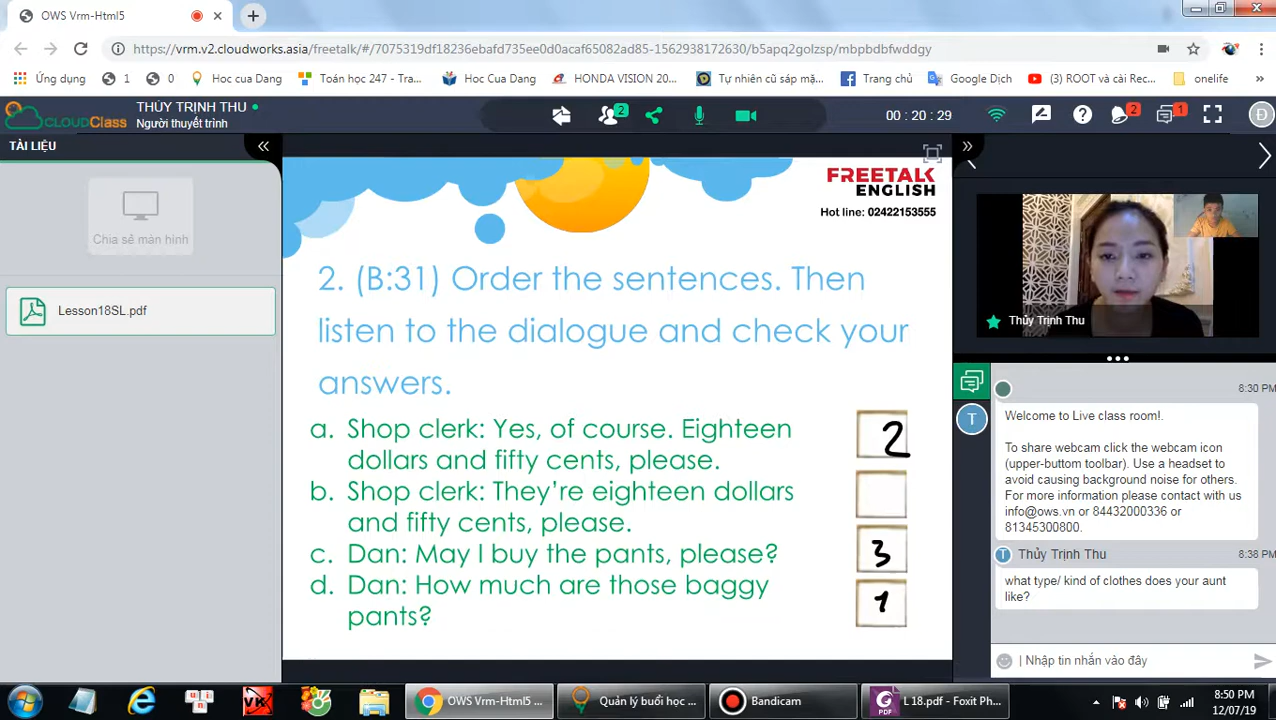 OWS Vrm-Html5
https://vrm.v2.cloudworks.asia/freetalk/#/7075319df18236ebafd735ee0d0acaf65082ad85-1562938172630/b5apq2golzsp/mbpbdbfwddgy
Ứng dụng 1 0 Học cua Dang Toán học 247 - Tra... Học Cua Dang HONDA VISION 20... Tự nhiên cũ sáp mặ... Trang chủ Google Dịch (3) ROOT và cài Rec... onelife »
CLOUDCLASS
THỦY TRỊNH THU
Người thuyết trình
2
00 : 20 : 29
2 1 Đ
TÀI LIỆU
Chia sẻ màn hình
Lesson18SL.pdf
FREETALK
ENGLISH
Hot line: 02422153555
2. (B:31) Order the sentences. Then
listen to the dialogue and check your
answers.
a. Shop clerk: Yes, of course. Eighteen
dollars and fifty cents, please.
2
b. Shop clerk: They're eighteen dollars
and fifty cents, please.
c. Dan: May I buy the pants, please?
3
d. Dan: How much are those baggy
pants?
1
Thủy Trịnh Thu
8:30 PM
T
Welcome to Live class room!.
To share webcam click the webcam icon
(upper-buttom toolbar). Use a headset to
avoid causing background noise for others.
For more information please contact with us
info@ows.vn or 84432000336 or
81345300800.
T Thủy Trịnh Thu 8:38 PM
what type/ kind of clothes does your aunt
like?
Nhập tin nhắn vào đây
OWS Vrm-Html5 ...
Quản lý buổi học ...
Bandicam
L 18.pdf - Foxit Ph...
8:50 PM
12/07/19